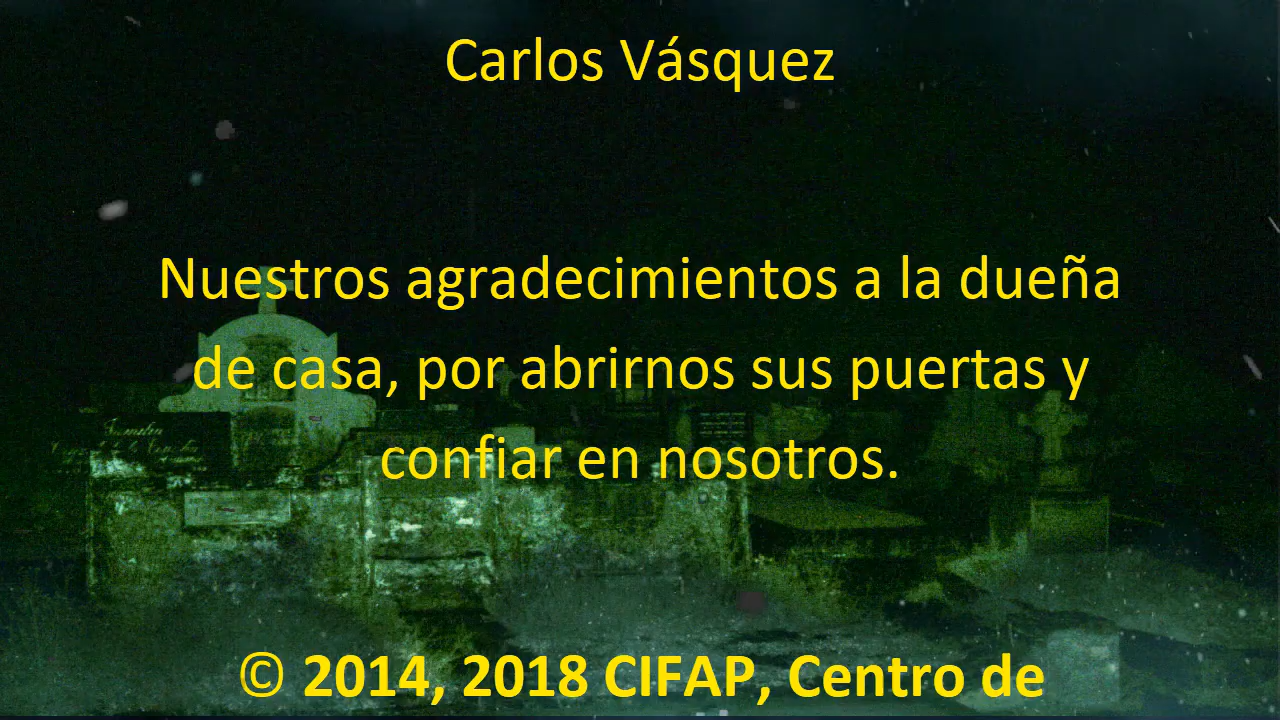 Carlos Vásquez
Nuestros agradecimientos a la dueña
de casa, por abrirnos sus puertas y
confiar en nosotros.
Familia
© 2014, 2018 CIFAP, Centro de